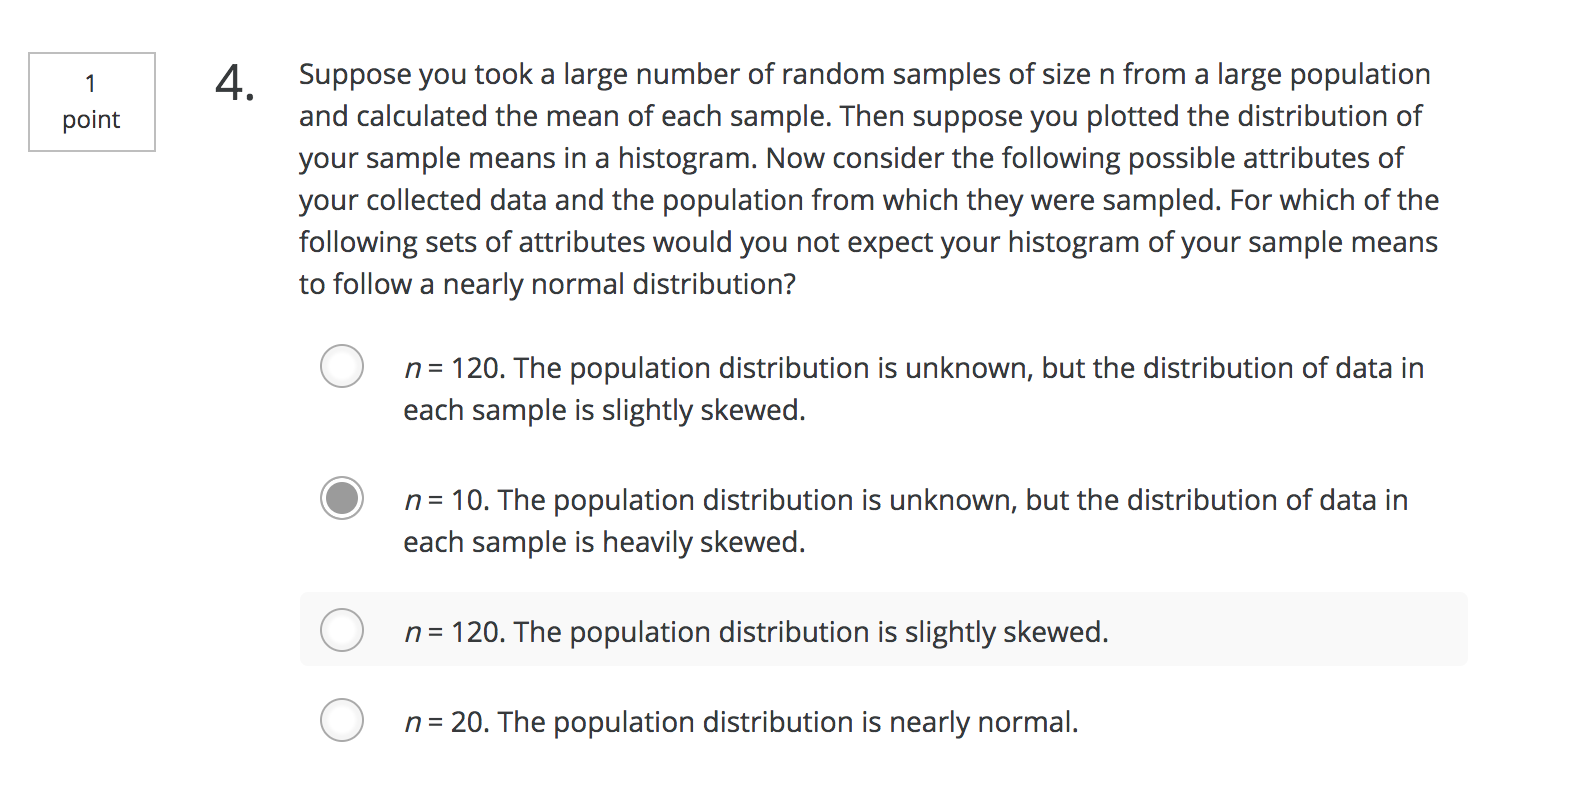 1
point
4.
Suppose you took a large number of random samples of size n from a large population
and calculated the mean of each sample. Then suppose you plotted the distribution of
your sample means in a histogram. Now consider the following possible attributes of
your collected data and the population from which they were sampled. For which of the
following sets of attributes would you not expect your histogram of your sample means
to follow a nearly normal distribution?
n = 120. The population distribution is unknown, but the distribution of data in
each sample is slightly skewed.
n = 10. The population distribution is unknown, but the distribution of data in
each sample is heavily skewed.
n = 120. The population distribution is slightly skewed.
n = 20. The population distribution is nearly normal.